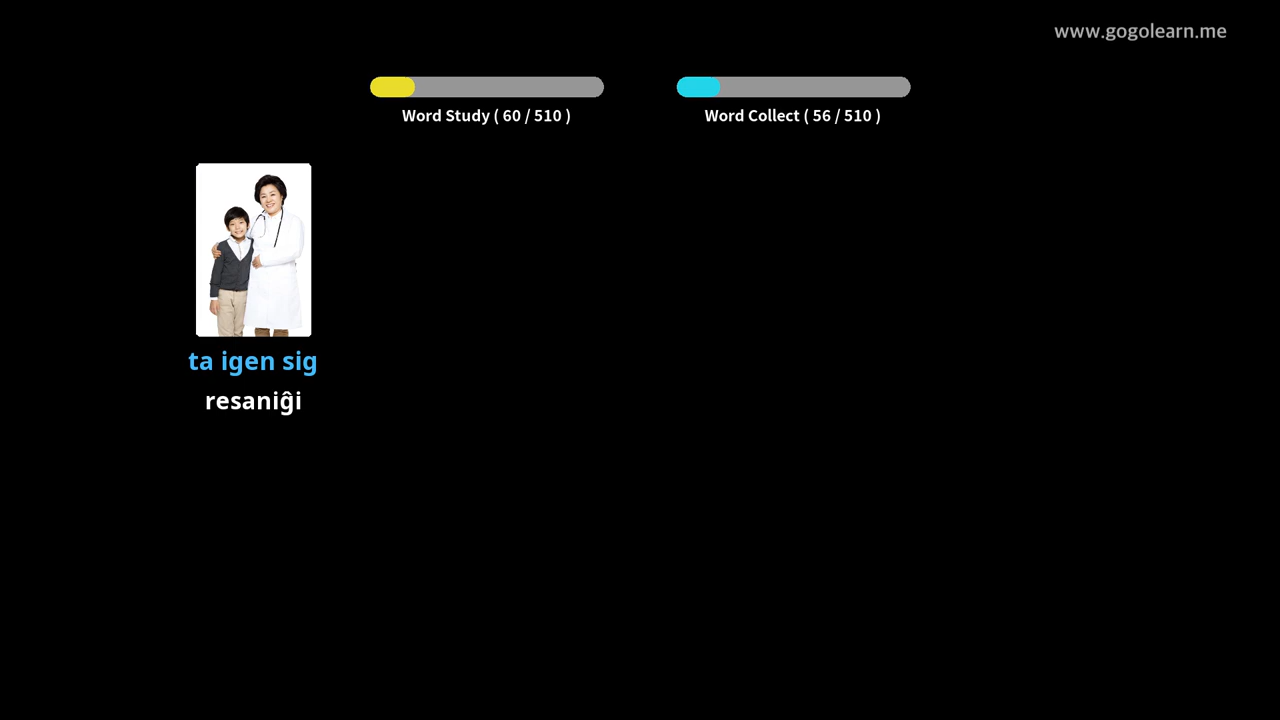 www.gogolearn.me
Word Study ( 60 / 510 )
Word Collect ( 56 / 510 )
ta igen sig
resaniĝi